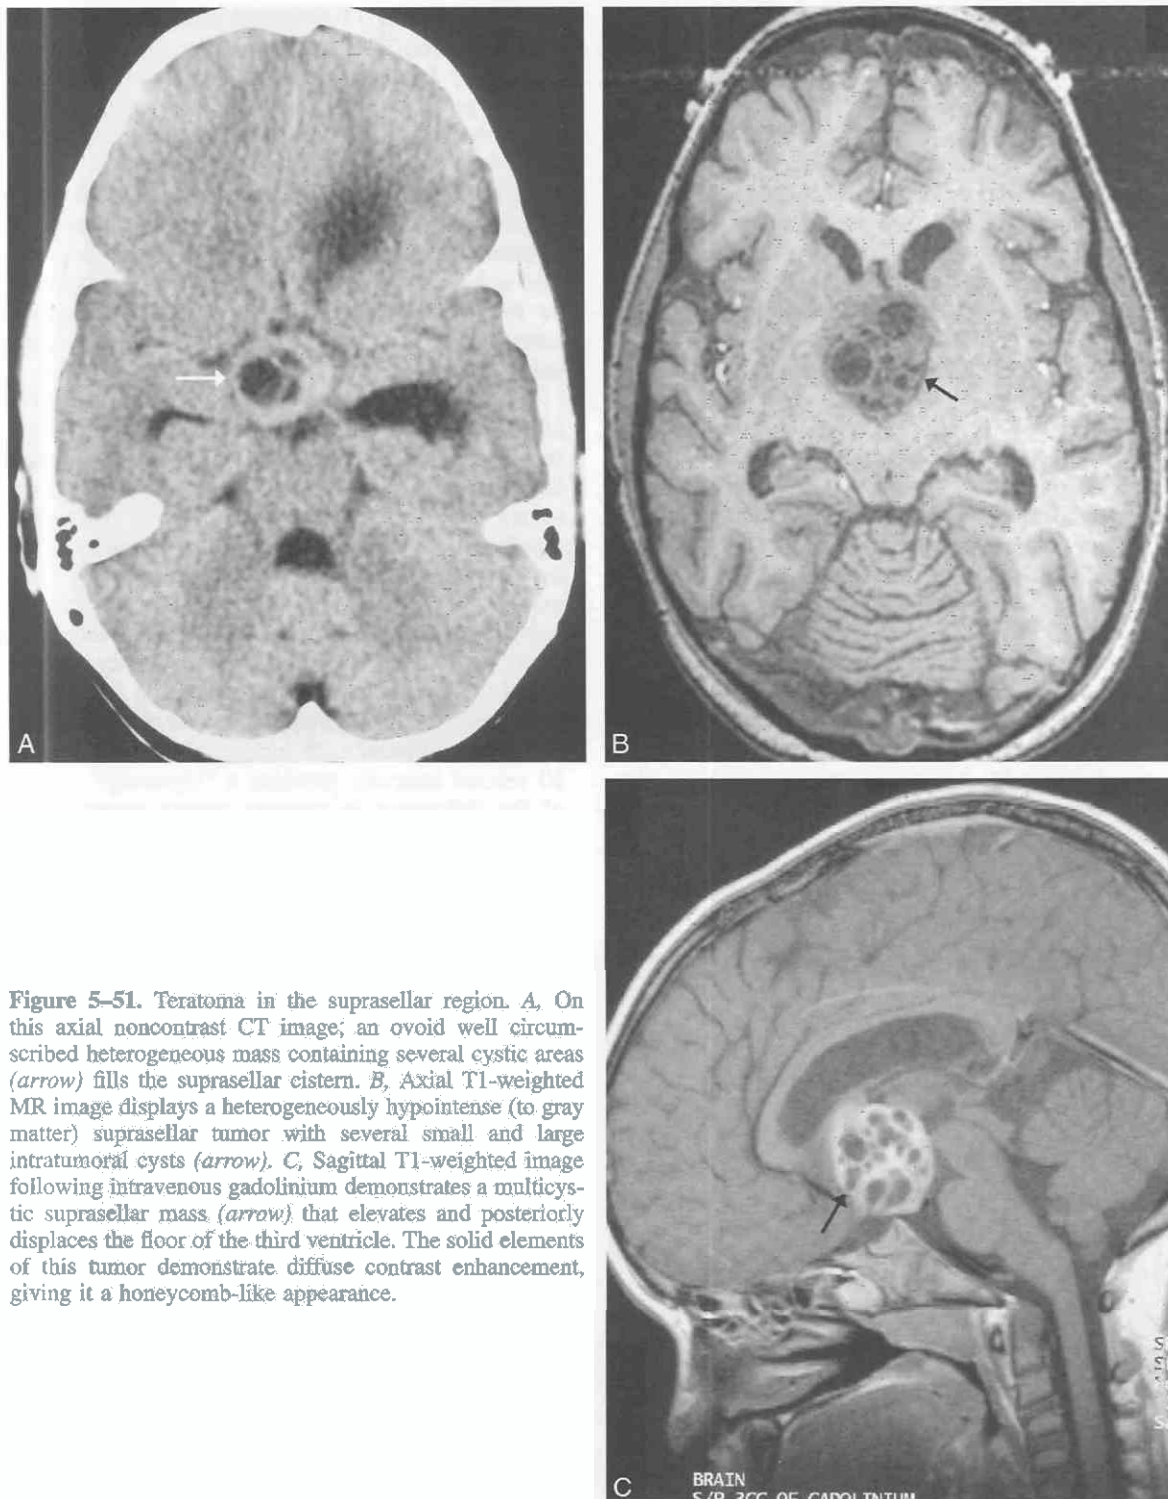 A
B
Figure 5–51. Teratoma in the suprasellar region. A, On
this axial noncontrast CT image; an ovoid well circum-
scribed heterogeneous mass containing several cystic areas
(arrow) fills the suprasellar cistern. B, Axial T1-weighted
MR image displays a heterogeneously hypointense (to gray
matter) suprasellar tumor with several small and large
intratumoral cysts (arrow). C, Sagittal T1-weighted image
following intravenous gadolinium demonstrates a multicys-
tic suprasellar mass (arrow) that elevates and posteriorly
displaces the floor of the third ventricle. The solid elements
of this tumor demonstrate diffuse contrast enhancement,
giving it a honeycomb-like appearance.
C
BRAIN
S/P 3CC OF GADOLINIUM